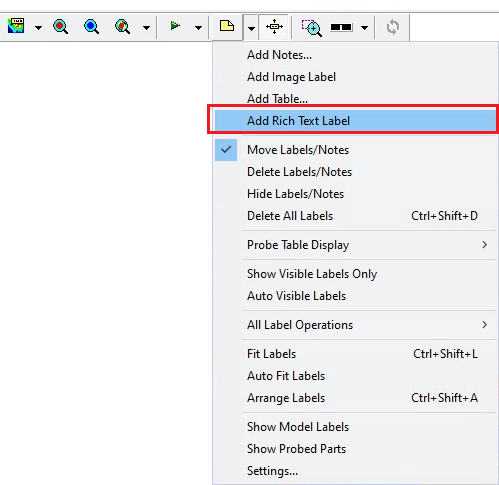 Add Notes...
Add Image Label
Add Table...
Add Rich Text Label
Move Labels/Notes
Delete Labels/Notes
Hide Labels/Notes
Delete All Labels Ctrl+Shift+D
Probe Table Display
Show Visible Labels Only
Auto Visible Labels
All Label Operations
Fit Labels Ctrl+Shift+L
Auto Fit Labels
Arrange Labels Ctrl+Shift+A
Show Model Labels
Show Probed Parts
Settings...